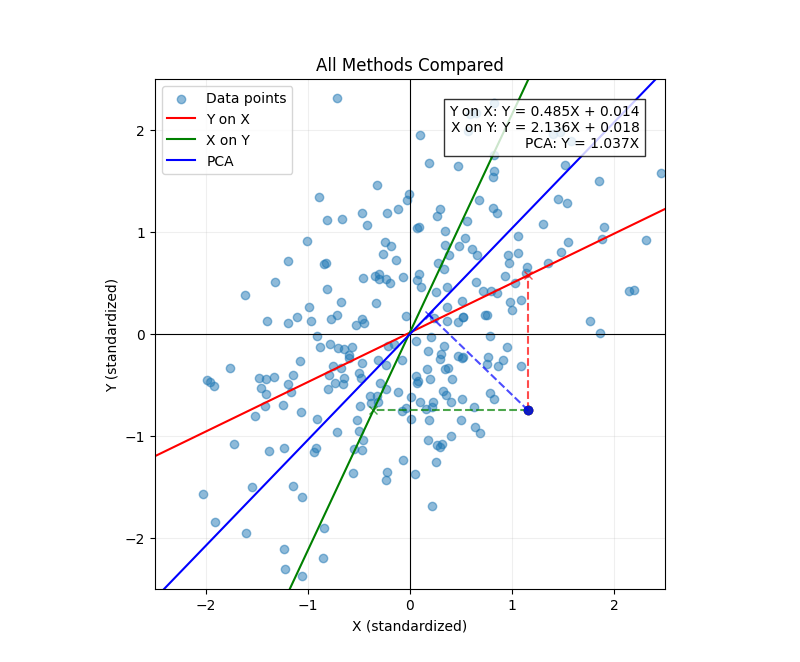 All Methods Compared
Data points
Y on X
X on Y
PCA
Y on X: Y = 0.485X + 0.014
X on Y: Y = 2.136X + 0.018
PCA: Y = 1.037X
2
1
0
−1
−2
Y (standardized)
−2
−1
0
1
2
X (standardized)